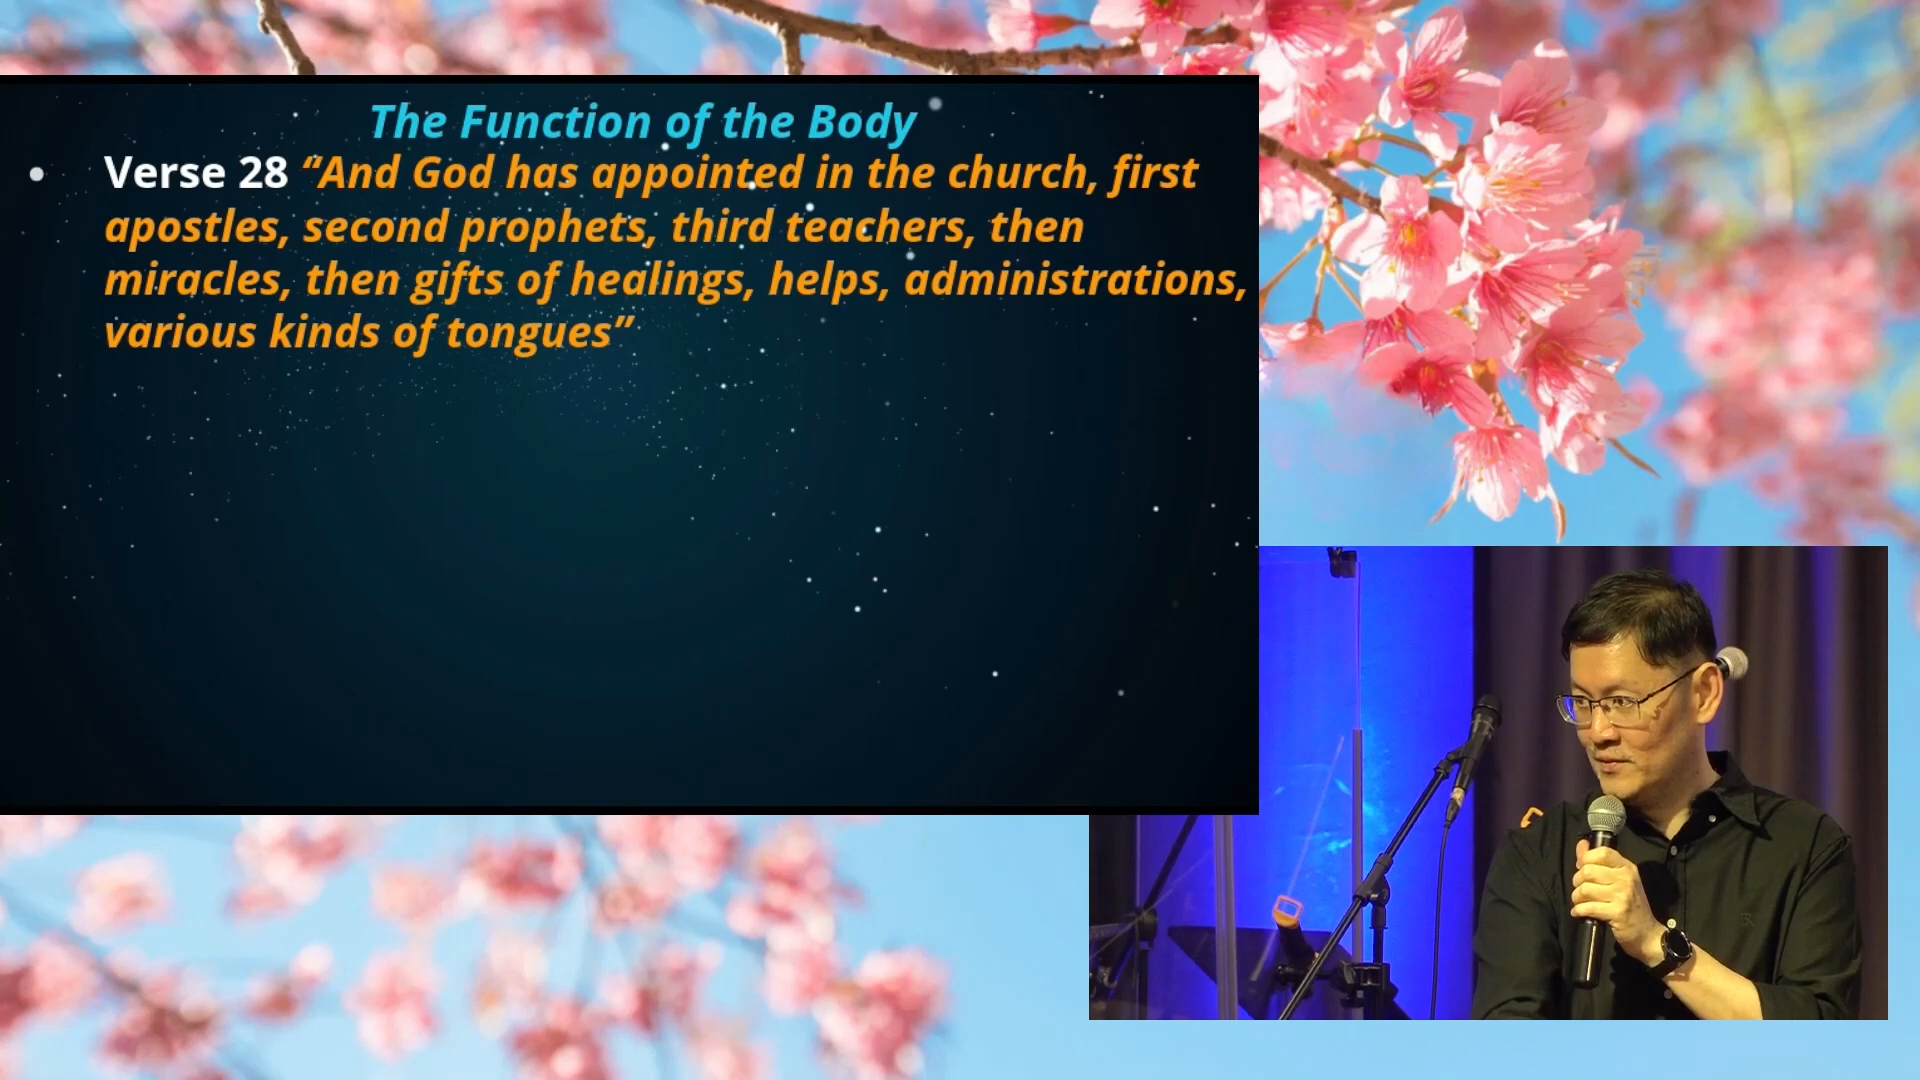 The Function of the Body
• Verse 28 “And God has appointed in the church, first
apostles, second prophets, third teachers, then
miracles, then gifts of healings, helps, administrations,
various kinds of tongues”